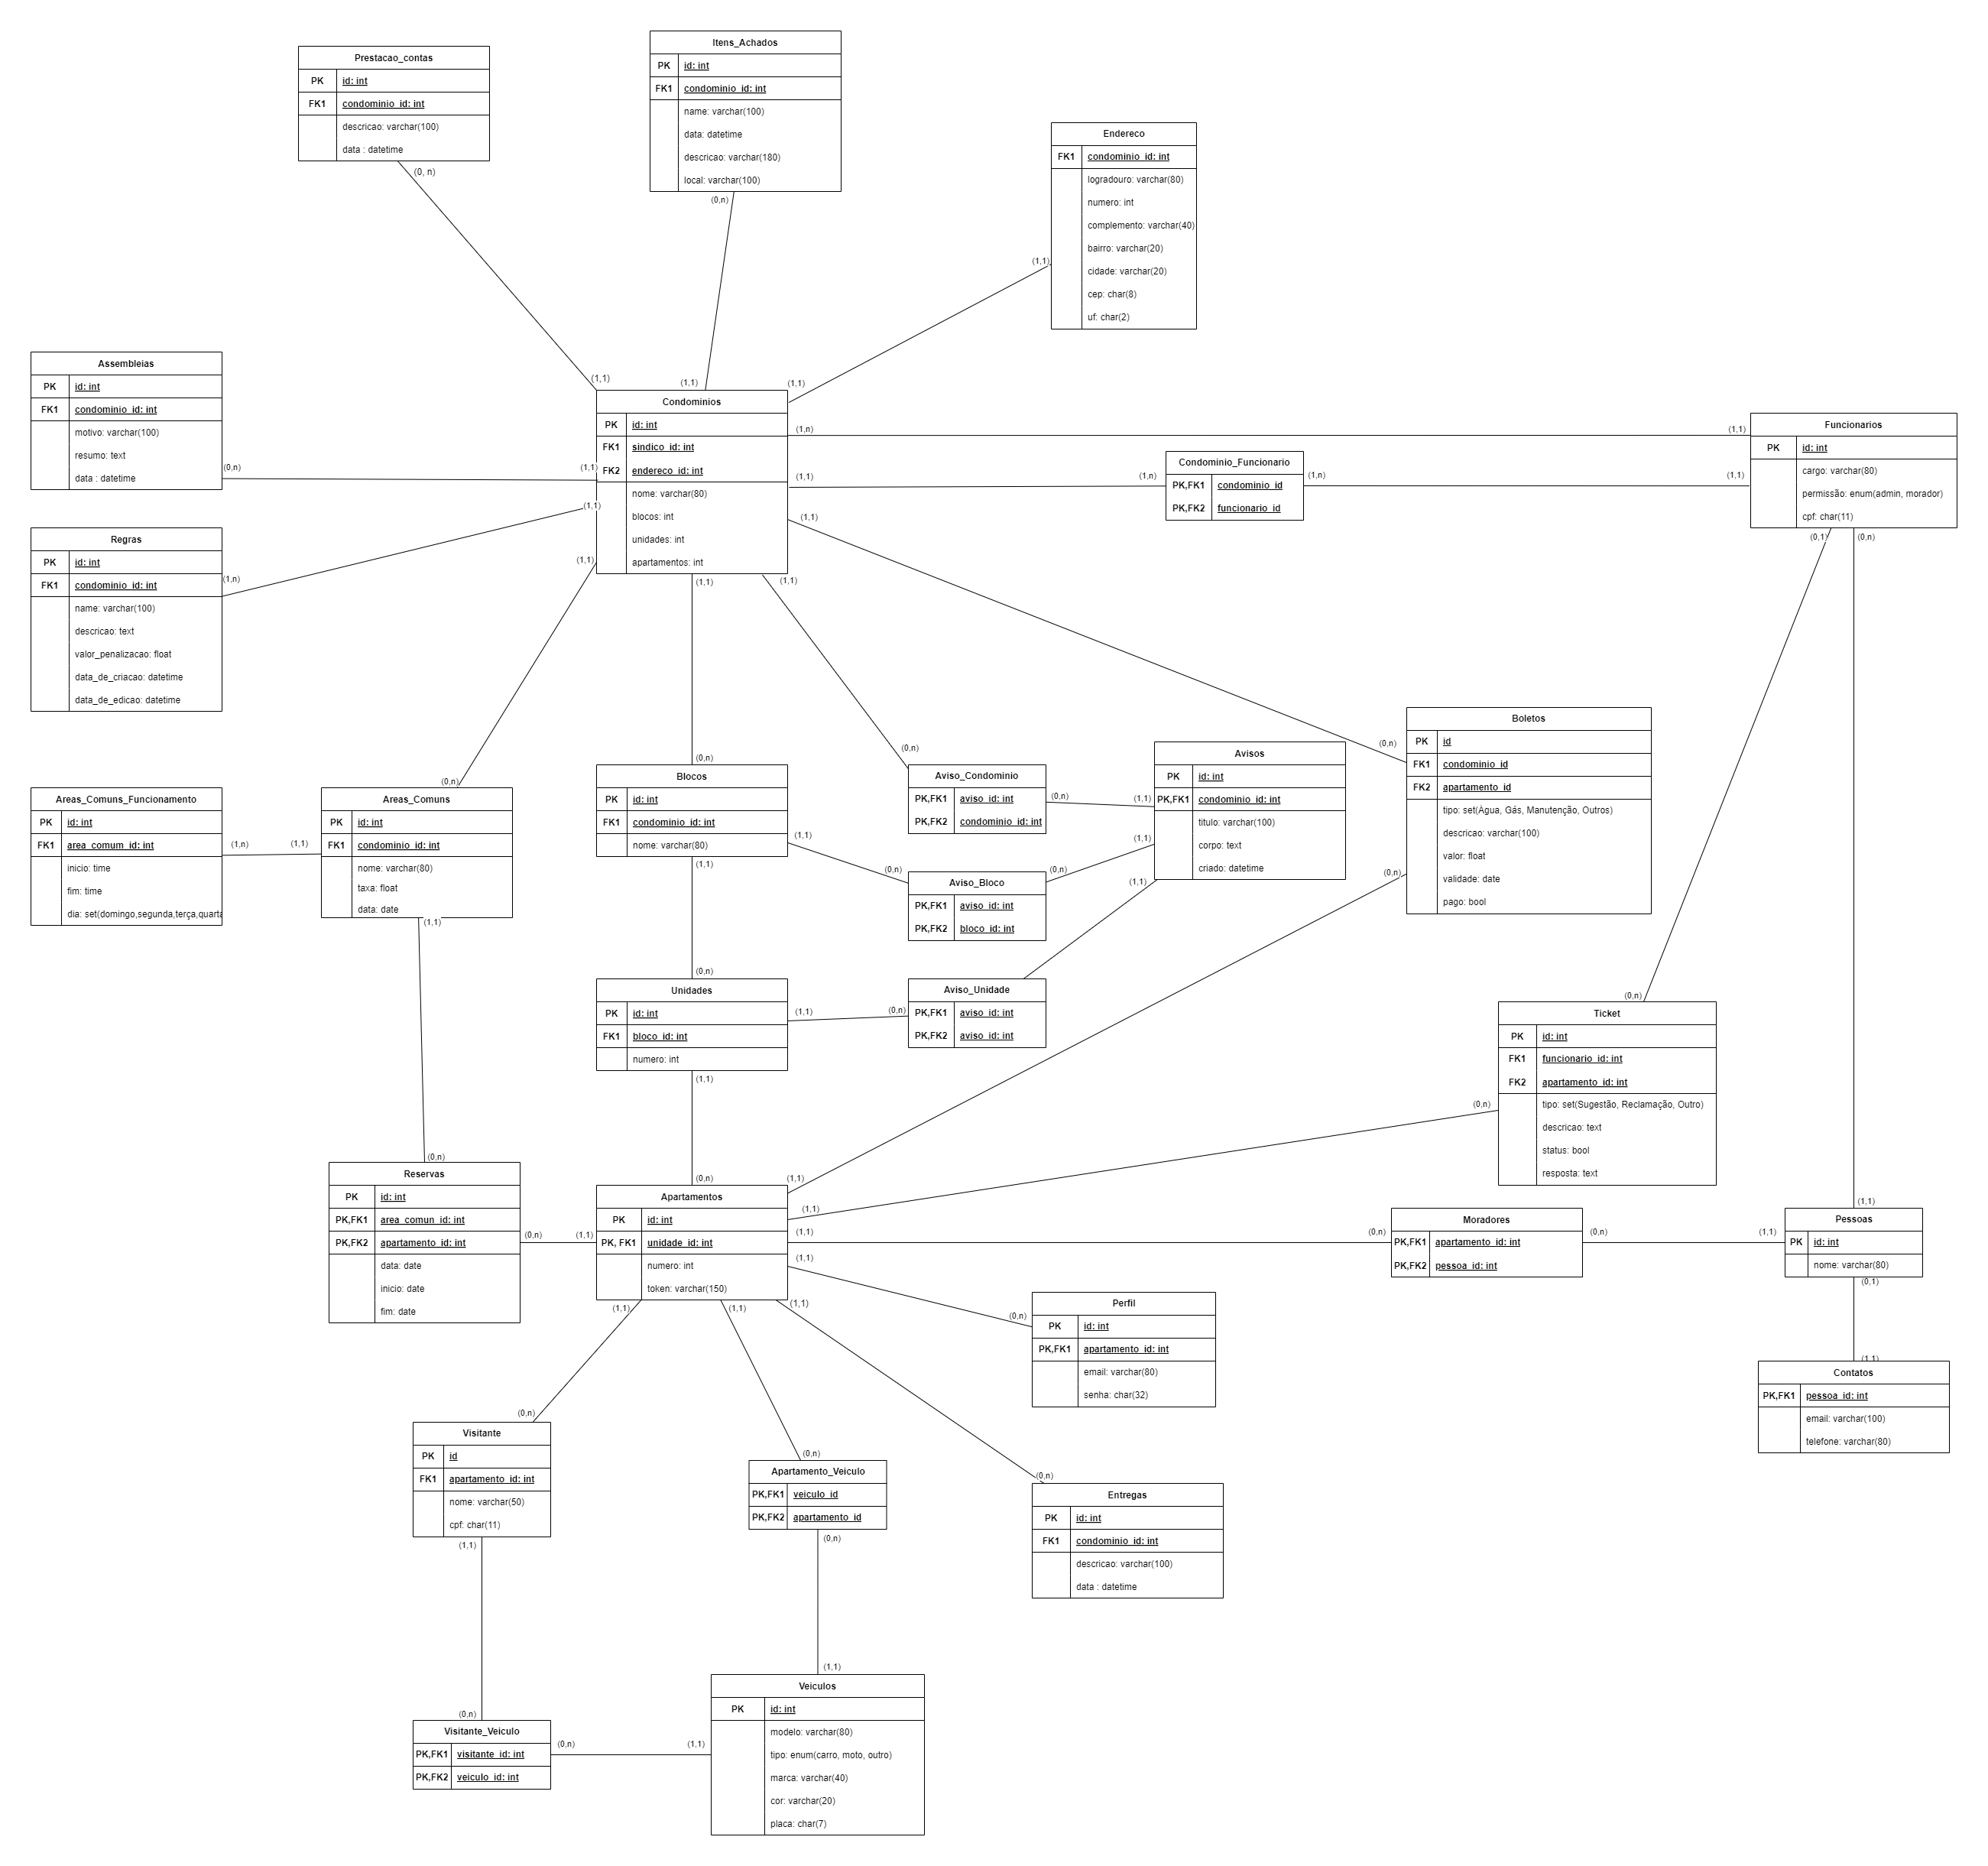 Prestacao_contas
PK id: int
FK1 condominio_id: int
descricao: varchar(100)
data : datetime
(0, n)
Itens_Achados
PK id: int
FK1 condominio_id: int
name: varchar(100)
data: datetime
descricao: varchar(180)
local: varchar(100)
(0,n)
Endereco
FK1 condominio_id: int
logradouro: varchar(80)
numero: int
complemento: varchar(40)
bairro: varchar(20)
cidade: varchar(20)
cep: char(8)
uf: char(2)
(1,1)
Assembleias
PK id: int
FK1 condominio_id: int
motivo: varchar(100)
resumo: text
data : datetime
(0,n)
(1,1)
(1,1)
(1,1)
(1,1)
Condominios
PK id: int
FK1 sindico_id: int
FK2 endereco_id: int
nome: varchar(80)
blocos: int
unidades: int
apartamentos: int
(1,1)
(1,1)
(1,n)
(1,1)
(1,1)
(1,1)
(1,1)
(1,1)
Condominio_Funcionario
PK,FK1 condominio_id
PK,FK2 funcionario_id
(1,n)
(1,n)
(1,1)
(1,1)
Funcionarios
PK id: int
cargo: varchar(80)
permissão: enum(admin, morador)
cpf: char(11)
(0,1)
(0,n)
Regras
PK id: int
FK1 condominio_id: int
name: varchar(100)
descricao: text
valor_penalizacao: float
data_de_criacao: datetime
data_de_edicao: datetime
(1,n)
Areas_Comuns_Funcionamento
PK id: int
FK1 area_comum_id: int
inicio: time
fim: time
dia: set(domingo,segunda,terça,quarta
(1,n)
(1,1)
(0,n)
Areas_Comuns
PK id: int
FK1 condominio_id: int
nome: varchar(80)
taxa: float
data: date
(1,1)
(0,n)
Blocos
PK id: int
FK1 condominio_id: int
nome: varchar(80)
(1,1)
(1,1)
(0,n)
Aviso_Condominio
PK,FK1 aviso_id: int
PK,FK2 condominio_id: int
(0,n)
(1,1)
Avisos
PK id: int
PK,FK1 condominio_id: int
titulo: varchar(100)
corpo: text
criado: datetime
(1,1)
(1,1)
(0,n)
(0,n)
Aviso_Bloco
PK,FK1 aviso_id: int
PK,FK2 bloco_id: int
(0,n)
Boletos
PK id
FK1 condominio_id
FK2 apartamento_id
tipo: set(Água, Gás, Manutenção, Outros)
descricao: varchar(100)
valor: float
validade: date
pago: bool
(0,n)
(0,n)
Unidades
PK id: int
FK1 bloco_id: int
numero: int
(1,1)
(1,1)
(0,n)
Aviso_Unidade
PK,FK1 aviso_id: int
PK,FK2 aviso_id: int
(0,n)
Ticket
PK id: int
FK1 funcionario_id: int
FK2 apartamento_id: int
tipo: set(Sugestão, Reclamação, Outro)
descricao: text
status: bool
resposta: text
(0,n)
(0,n)
Reservas
PK id: int
PK,FK1 area_comun_id: int
PK,FK2 apartamento_id: int
data: date
inicio: date
fim: date
(0,n)
(1,1)
(0,n)
Apartamentos
PK id: int
PK, FK1 unidade_id: int
numero: int
token: varchar(150)
(1,1)
(1,1)
(1,1)
(1,1)
(1,1)
(1,1)
(1,1)
(0,n)
Moradores
PK,FK1 apartamento_id: int
PK,FK2 pessoa_id: int
(0,n)
(1,1)
(1,1)
Pessoas
PK id: int
nome: varchar(80)
(0,1)
(1,1)
Contatos
PK,FK1 pessoa_id: int
email: varchar(100)
telefone: varchar(80)
(0,n)
Perfil
PK id: int
PK,FK1 apartamento_id: int
email: varchar(80)
senha: char(32)
(0,n)
Visitante
PK id
FK1 apartamento_id: int
nome: varchar(50)
cpf: char(11)
(1,1)
(0,n)
Apartamento_Veiculo
PK,FK1 veiculo_id
PK,FK2 apartamento_id
(0,n)
(0,n)
Entregas
PK id: int
FK1 condominio_id: int
descricao: varchar(100)
data : datetime
(0,n)
Visitante_Veiculo
PK,FK1 visitante_id: int
PK,FK2 veiculo_id: int
(0,n)
(1,1)
(1,1)
Veiculos
PK id: int
modelo: varchar(80)
tipo: enum(carro, moto, outro)
marca: varchar(40)
cor: varchar(20)
placa: char(7)